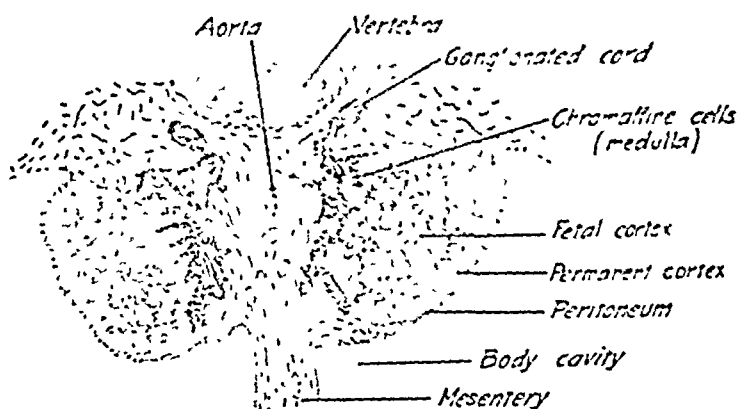 Aorta
Vertebra
Ganglionated cord
Chromaffine cells
(medulla)
Fetal cortex
Permanent cortex
Peritoneum
Body cavity
Mesentery